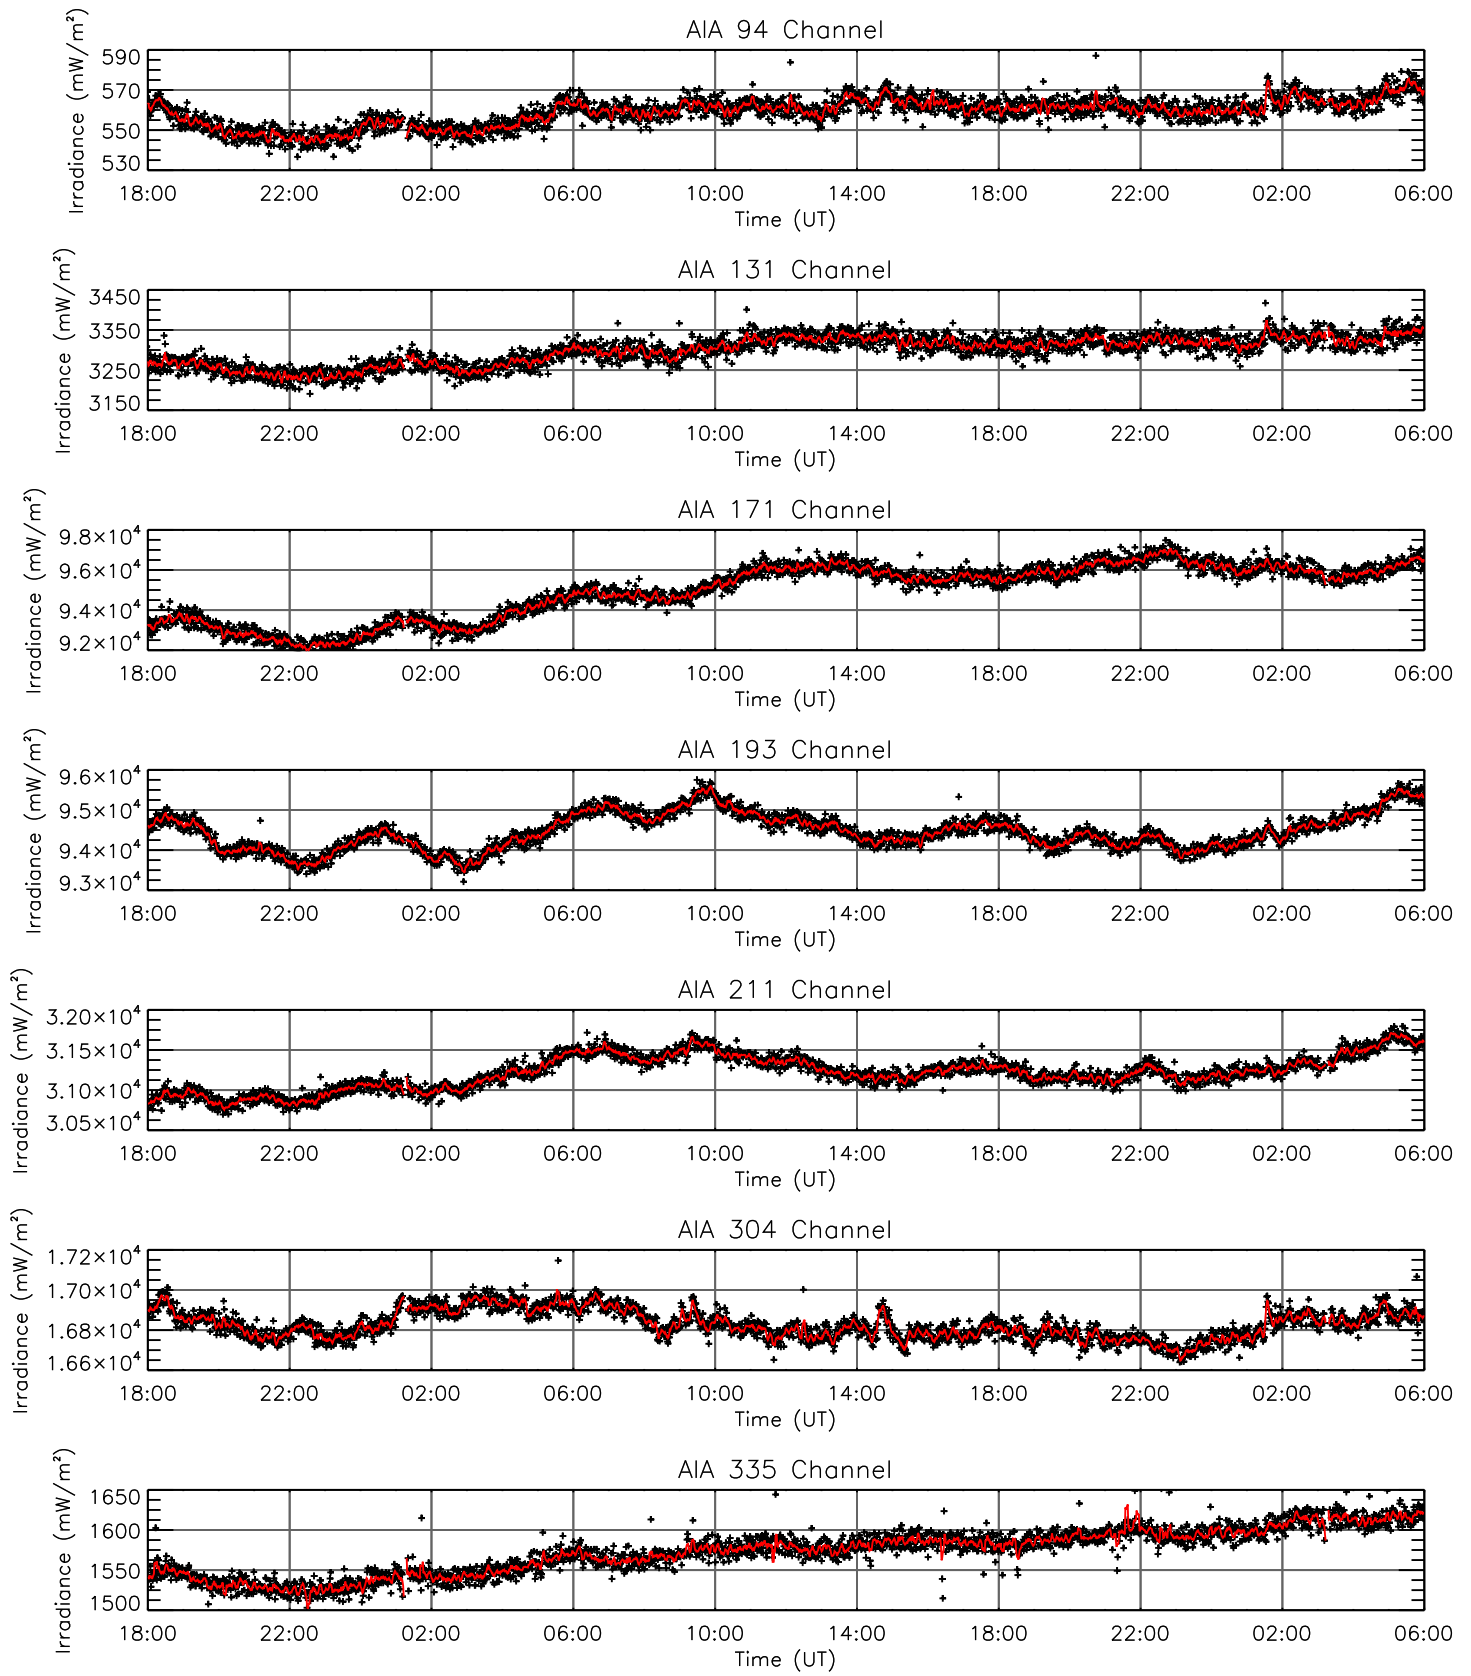 AIA 94 Channel
Irradiance (mW/m²)
590
570
550
530
18:00 22:00 02:00 06:00 10:00 14:00 18:00 22:00 02:00 06:00
Time (UT)
AIA 131 Channel
Irradiance (mW/m²)
3450
3350
3250
3150
18:00 22:00 02:00 06:00 10:00 14:00 18:00 22:00 02:00 06:00
Time (UT)
AIA 171 Channel
Irradiance (mW/m²)
9.8×10⁴
9.6×10⁴
9.4×10⁴
9.2×10⁴
18:00 22:00 02:00 06:00 10:00 14:00 18:00 22:00 02:00 06:00
Time (UT)
AIA 193 Channel
Irradiance (mW/m²)
9.6×10⁴
9.5×10⁴
9.4×10⁴
9.3×10⁴
18:00 22:00 02:00 06:00 10:00 14:00 18:00 22:00 02:00 06:00
Time (UT)
AIA 211 Channel
Irradiance (mW/m²)
3.20×10⁴
3.15×10⁴
3.10×10⁴
3.05×10⁴
18:00 22:00 02:00 06:00 10:00 14:00 18:00 22:00 02:00 06:00
Time (UT)
AIA 304 Channel
Irradiance (mW/m²)
1.72×10⁴
1.70×10⁴
1.68×10⁴
1.66×10⁴
18:00 22:00 02:00 06:00 10:00 14:00 18:00 22:00 02:00 06:00
Time (UT)
AIA 335 Channel
Irradiance (mW/m²)
1650
1600
1550
1500
18:00 22:00 02:00 06:00 10:00 14:00 18:00 22:00 02:00 06:00
Time (UT)